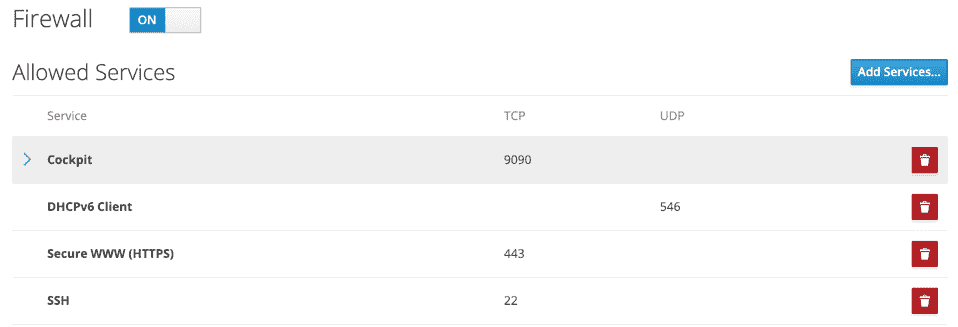 Firewall ON
Allowed Services Add Services...
Service TCP UDP
Cockpit 9090
DHCPv6 Client 546
Secure WWW (HTTPS) 443
SSH 22